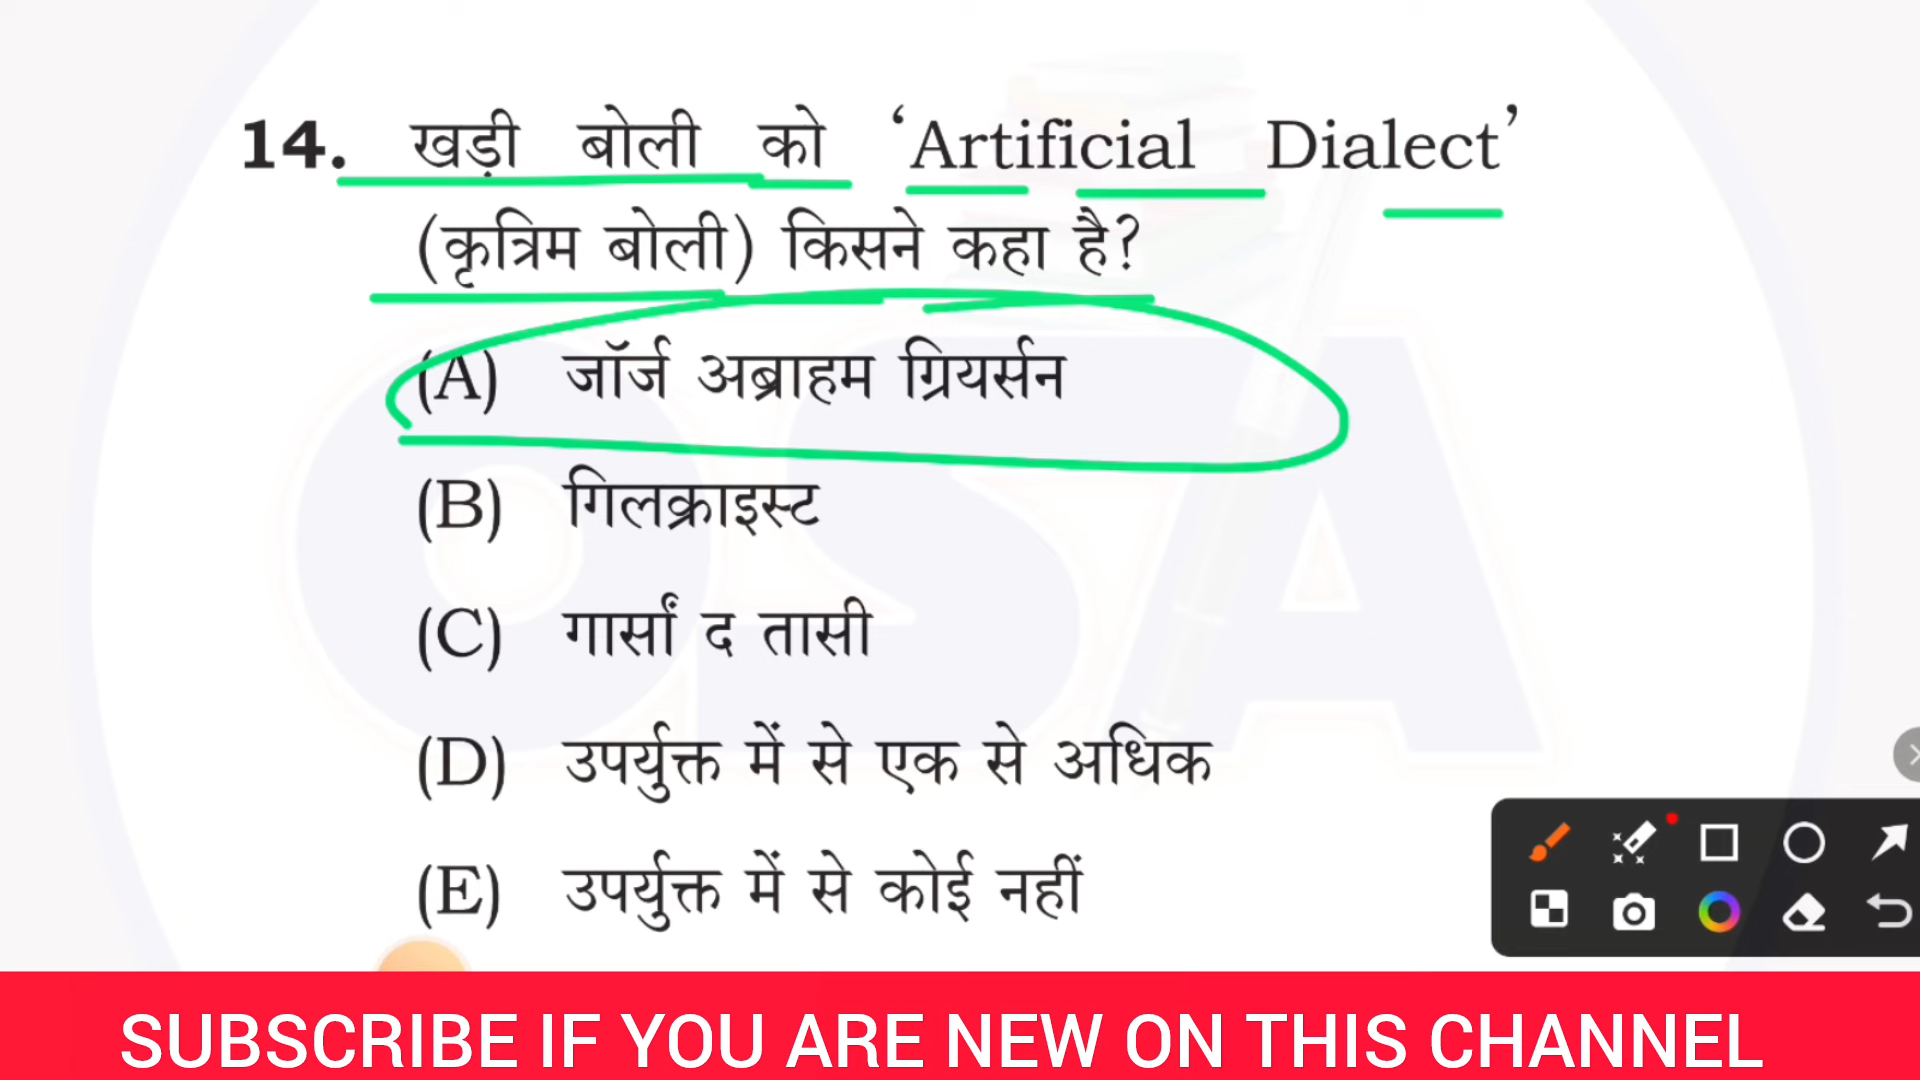 14. खड़ी बोली को ‘Artificial Dialect’
(कृत्रिम बोली) किसने कहा है?
(A) जॉर्ज अब्राहम ग्रियर्सन
(B) गिलक्राइस्ट
(C) गार्सां द तासी
(D) उपर्युक्त में से एक से अधिक
(E) उपर्युक्त में से कोई नहीं
SUBSCRIBE IF YOU ARE NEW ON THIS CHANNEL